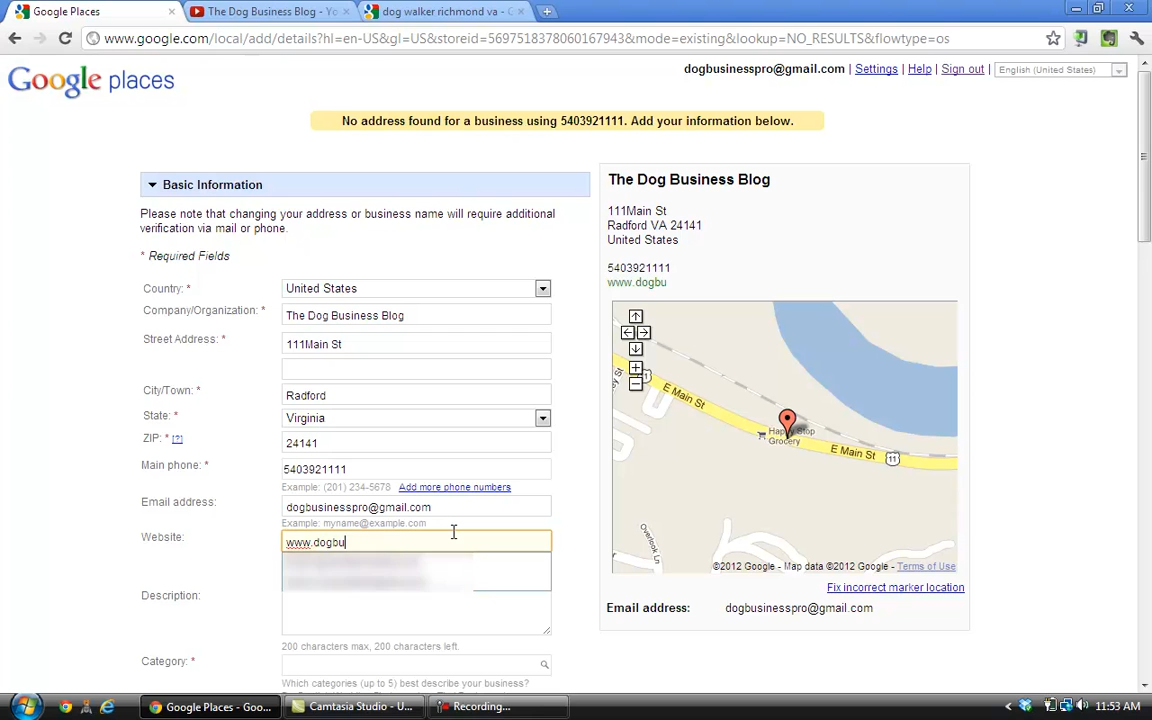 Google Places
The Dog Business Blog - Yo
dog walker richmond va - G
www.google.com/local/add/details?hl=en-US&gl=US&storeid=5697518378060167943&mode=existing&lookup=NO_RESULTS&flowtype=os
dogbusinesspro@gmail.com | Settings | Help | Sign out | English (United States)
Google places
No address found for a business using 5403921111. Add your information below.
Basic Information
Please note that changing your address or business name will require additional
verification via mail or phone.
* Required Fields
Country: * United States
Company/Organization: * The Dog Business Blog
Street Address: * 111Main St
City/Town: * Radford
State: * Virginia
ZIP: * [?] 24141
Main phone: * 5403921111
Example: (201) 234-5678 Add more phone numbers
Email address: dogbusinesspro@gmail.com
Example: myname@example.com
Website: www.dogbu
Description:
200 characters max, 200 characters left.
Category: *
Which categories (up to 5) best describe your business?
The Dog Business Blog
111Main St
Radford VA 24141
United States
5403921111
www.dogbu
E Main St
Happy Stop
Grocery
E Main St
11
Overlook Ln
©2012 Google - Map data ©2012 Google - Terms of Use
Fix incorrect marker location
Email address: dogbusinesspro@gmail.com
Google Places - Goo...
Camtasia Studio - U...
Recording...
11:53 AM